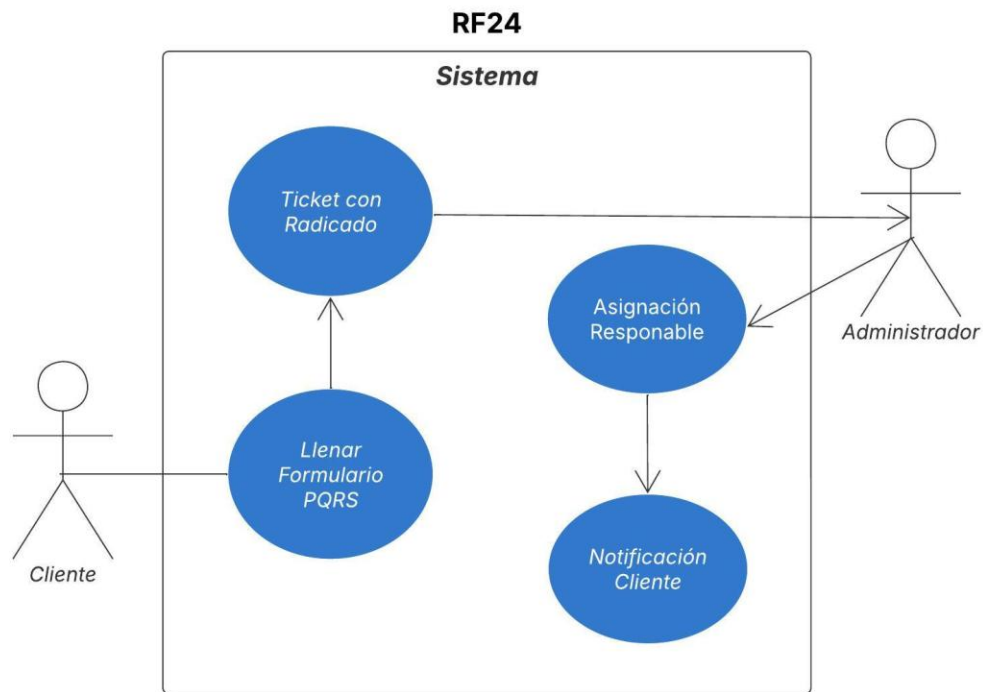 RF24
Sistema
Ticket con
Radicado
Asignación
Responable
Administrador
Llenar
Formulario
PQRS
Cliente
Notificación
Cliente